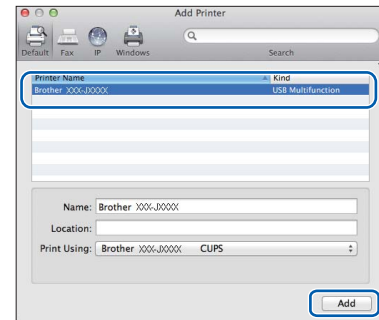 Add Printer
Default Fax IP Windows Search
Printer Name Kind
Brother XXX-JXXXX USB Multifunction
Name: Brother XXX-JXXXX
Location:
Print Using: Brother XXX-JXXXX CUPS
Add